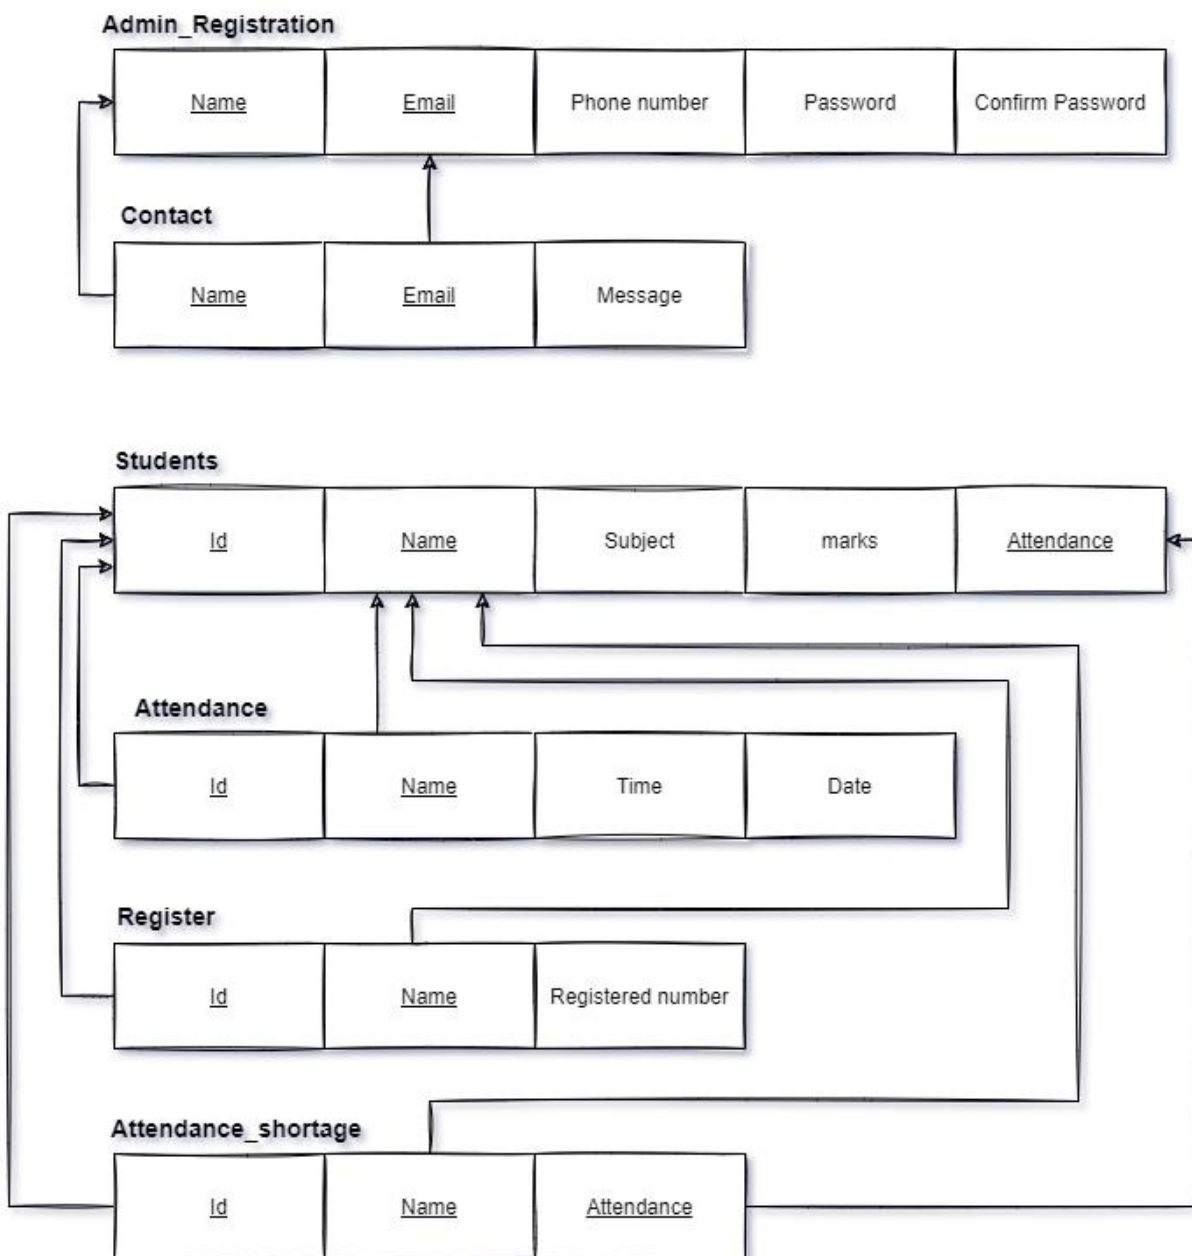 Admin_Registration
Name Email Phone number Password Confirm Password
Contact
Name Email Message
Students
Id Name Subject marks Attendance
Attendance
Id Name Time Date
Register
Id Name Registered number
Attendance_shortage
Id Name Attendance